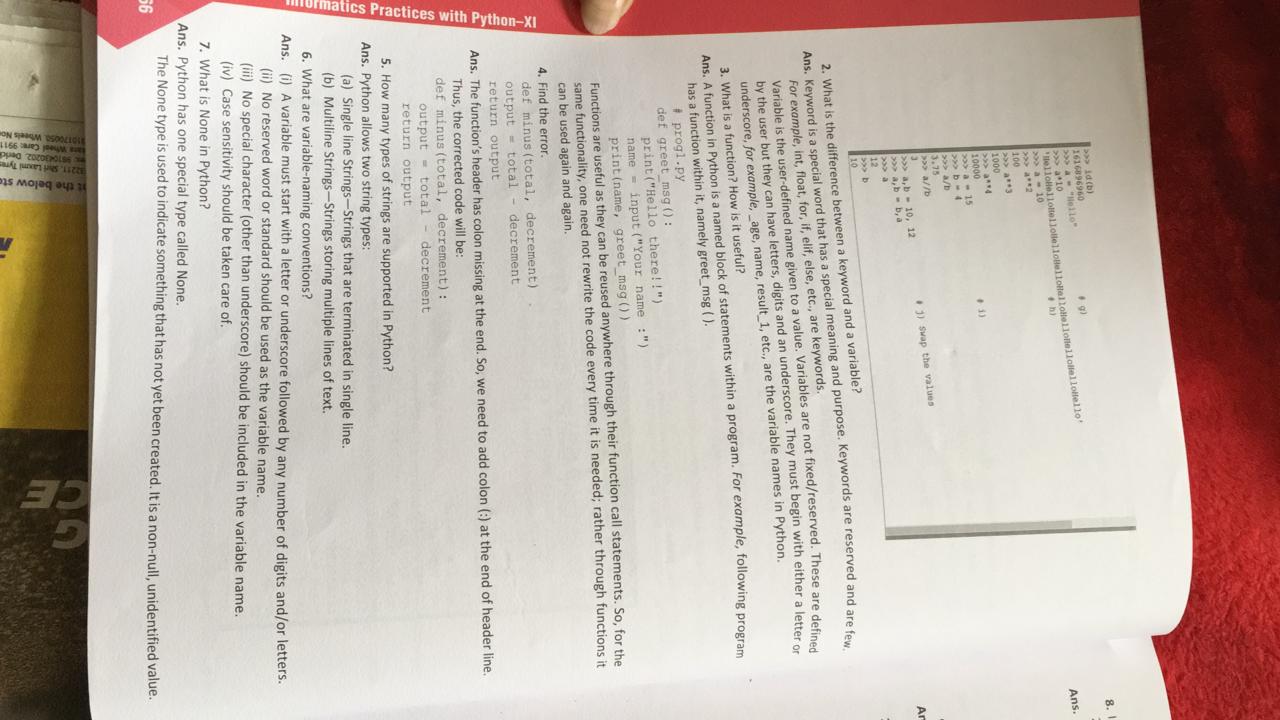 >>> id(b)
1616896960
>>> a = "Hello" # g)
>>> a*10
'HelloHelloHelloHelloHelloHelloHelloHelloHelloHello'
>>> a = 10 # h)
>>> a**2
100
>>> a**3
1000
>>> a**4
10000 # i)
>>> a = 15
>>> b = 4
>>> a/b
3.75
>>> a//b
3
>>> a,b = 10, 12 # j) swap the values
>>> a,b = b,a
>>> a
12
>>> b
10
2. What is the difference between a keyword and a variable?
Ans. Keyword is a special word that has a special meaning and purpose. Keywords are reserved and are few.
For example, int, float, for, if, elif, else, etc., are keywords.
Variable is the user-defined name given to a value. Variables are not fixed/reserved. These are defined
by the user but they can have letters, digits and an underscore. They must begin with either a letter or
underscore, for example, _age, name, result_1, etc., are the variable names in Python.
3. What is a function? How is it useful?
Ans. A function in Python is a named block of statements within a program. For example, following program
has a function within it, namely greet_msg().
# prog1.py
def greet_msg():
print("Hello there!!")
name = input("Your name :")
print(name, greet_msg())
Functions are useful as they can be reused anywhere through their function call statements. So, for the
same functionality, one need not rewrite the code every time it is needed; rather through functions it
can be used again and again.
4. Find the error.
def minus(total, decrement) .
output = total - decrement
return output
Ans. The function's header has colon missing at the end. So, we need to add colon (:) at the end of header line.
Thus, the corrected code will be:
def minus(total, decrement):
output = total - decrement
return output
5. How many types of strings are supported in Python?
Ans. Python allows two string types:
(a) Single line Strings—Strings that are terminated in single line.
(b) Multiline Strings—Strings storing multiple lines of text.
6. What are variable-naming conventions?
Ans. (i) A variable must start with a letter or underscore followed by any number of digits and/or letters.
(ii) No reserved word or standard should be used as the variable name.
(iii) No special character (other than underscore) should be included in the variable name.
(iv) Case sensitivity should be taken care of.
7. What is None in Python?
Ans. Python has one special type called None.
The None type is used to indicate something that has not yet been created. It is a non-null, unidentified value.
Informatics Practices with Python–XI
66
8.
Ans.